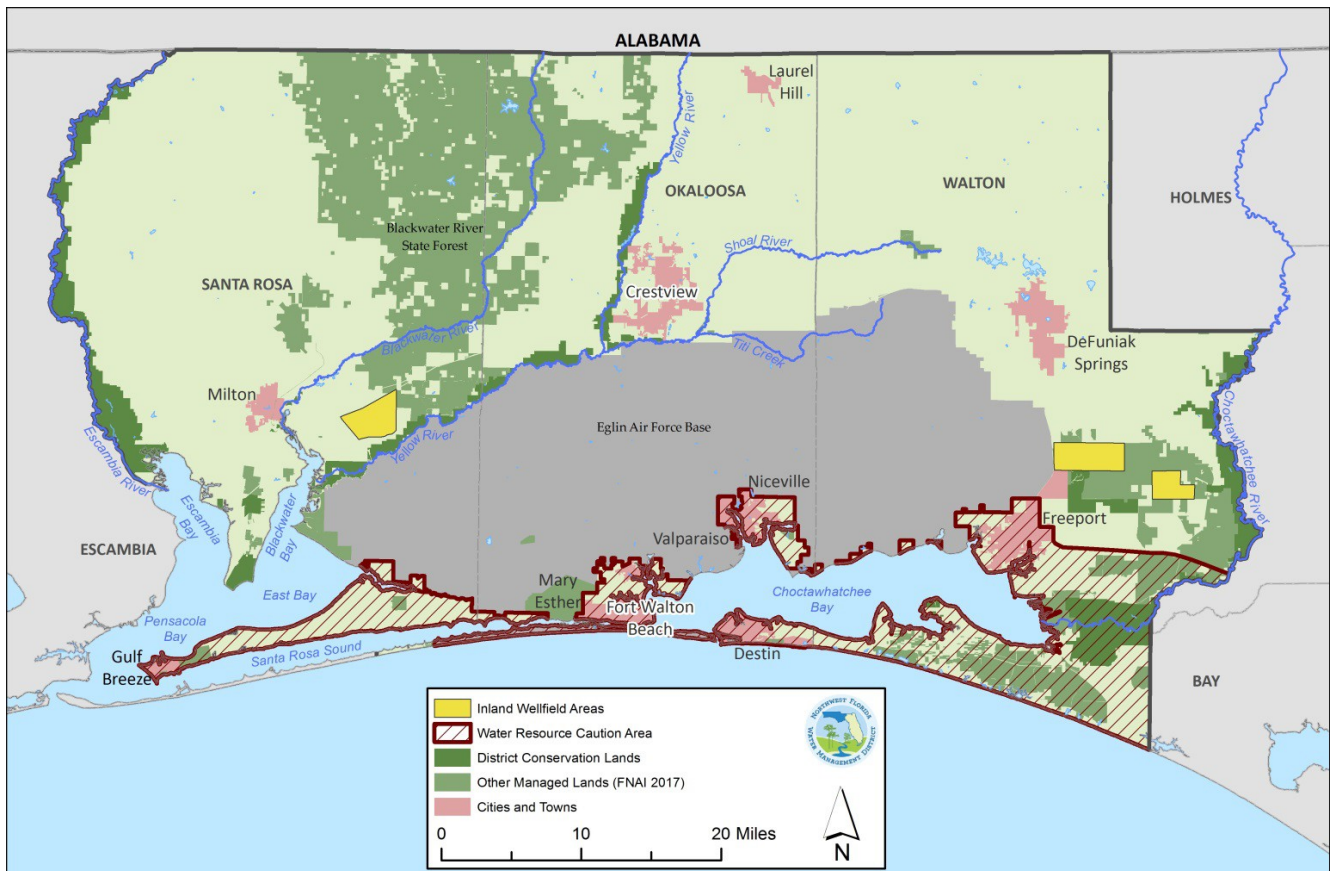 ALABAMA
Laurel
Hill
Yellow River
OKALOOSA
WALTON
HOLMES
Blackwater River
State Forest
Shoal River
SANTA ROSA
Crestview
Blackwater River
Titi Creek
DeFuniak
Springs
Milton
Escambia River
Yellow River
Eglin Air Force Base
Choctawhatchee River
Niceville
Escambia
Bay
Blackwater
Bay
Freeport
ESCAMBIA
Valparaiso
Mary
Esther
East Bay
Choctawhatchee
Bay
Fort Walton
Beach
Pensacola
Bay
Destin
Gulf
Breeze
Santa Rosa Sound
BAY
Inland Wellfield Areas
Water Resource Caution Area
District Conservation Lands
Other Managed Lands (FNAI 2017)
Cities and Towns
0 10 20 Miles
NORTHWEST FLORIDA
WATER MANAGEMENT DISTRICT
N